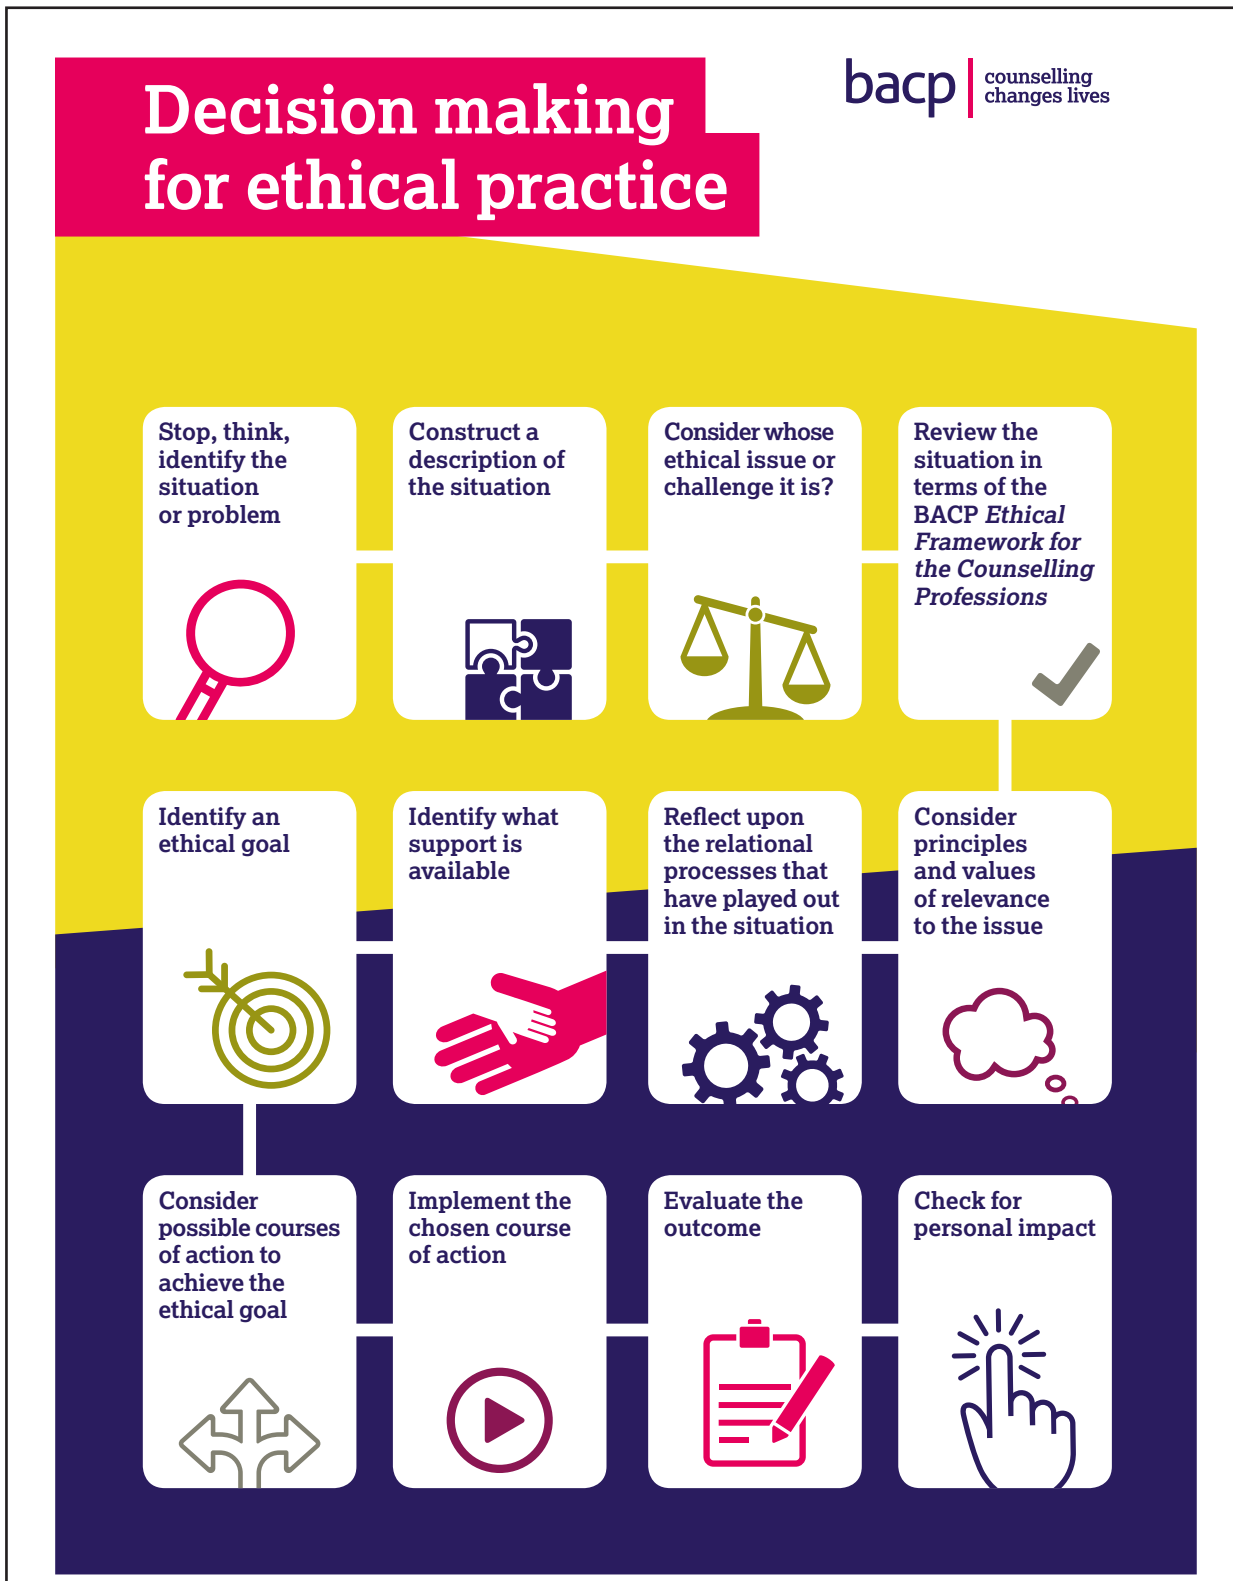 Decision making
for ethical practice
bacp
counselling
changes lives
Stop, think,
identify the
situation
or problem
Construct a
description of
the situation
Consider whose
ethical issue or
challenge it is?
Review the
situation in
terms of the
BACP Ethical
Framework for
the Counselling
Professions
Consider
principles
and values
of relevance
to the issue
Reflect upon
the relational
processes that
have played out
in the situation
Identify what
support is
available
Identify an
ethical goal
Consider
possible courses
of action to
achieve the
ethical goal
Implement the
chosen course
of action
Evaluate the
outcome
Check for
personal impact